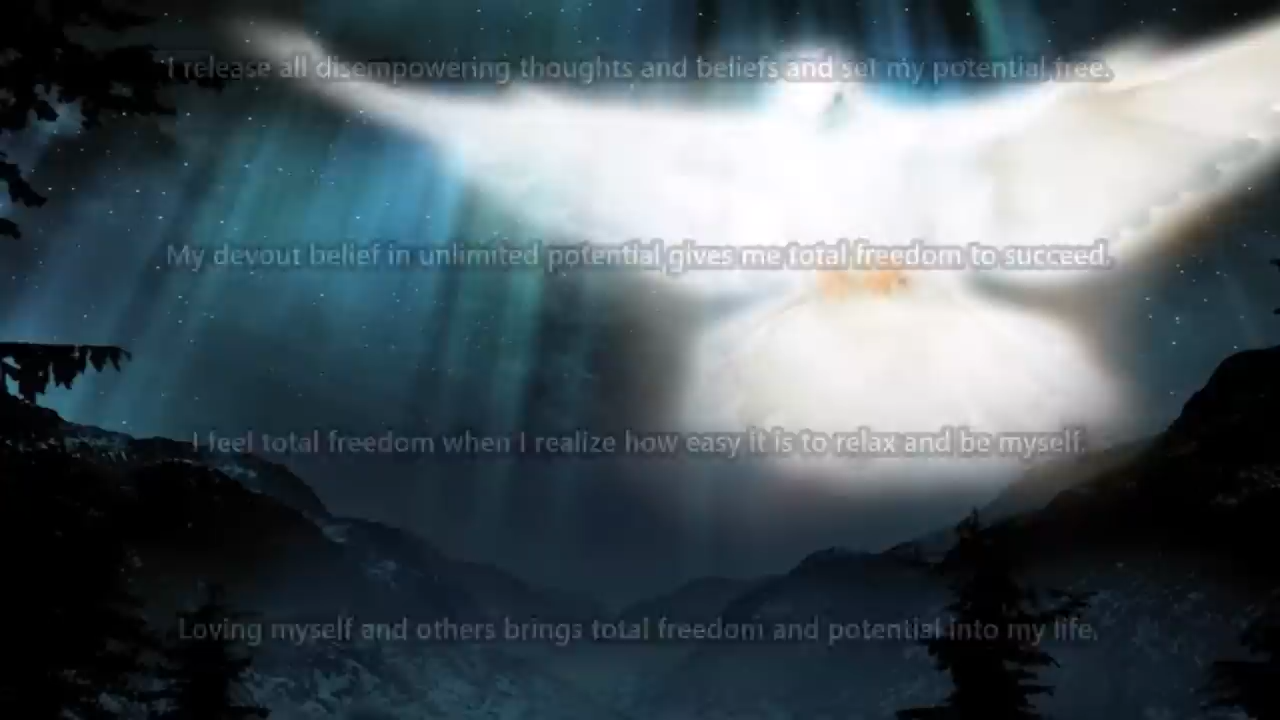 I release all disempowering thoughts and beliefs and set my potential free.
My devout belief in unlimited potential gives me total freedom to succeed.
I feel total freedom when I realize how easy it is to relax and be myself.
Loving myself and others brings total freedom and potential into my life.